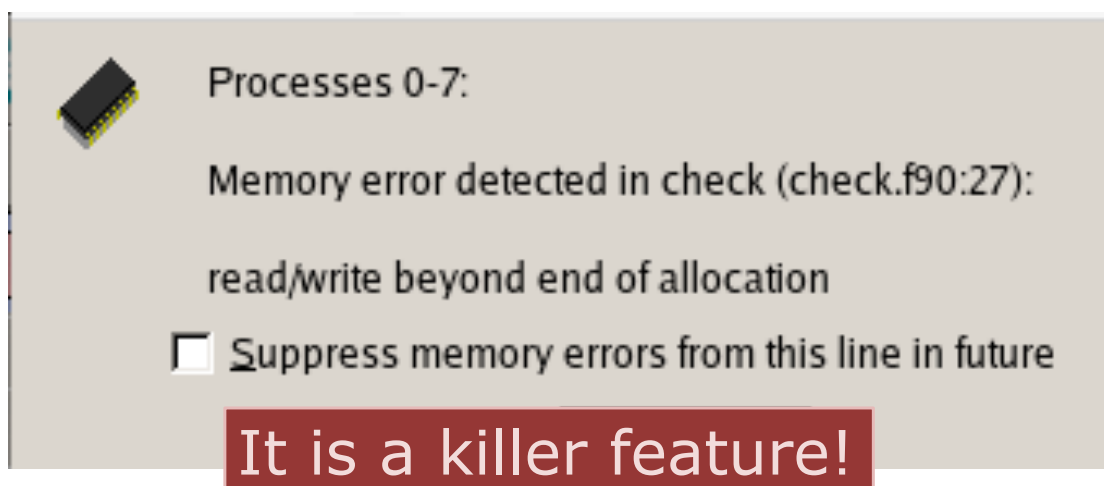 Processes 0-7:
Memory error detected in check (check.f90:27):
read/write beyond end of allocation
Suppress memory errors from this line in future
It is a killer feature!